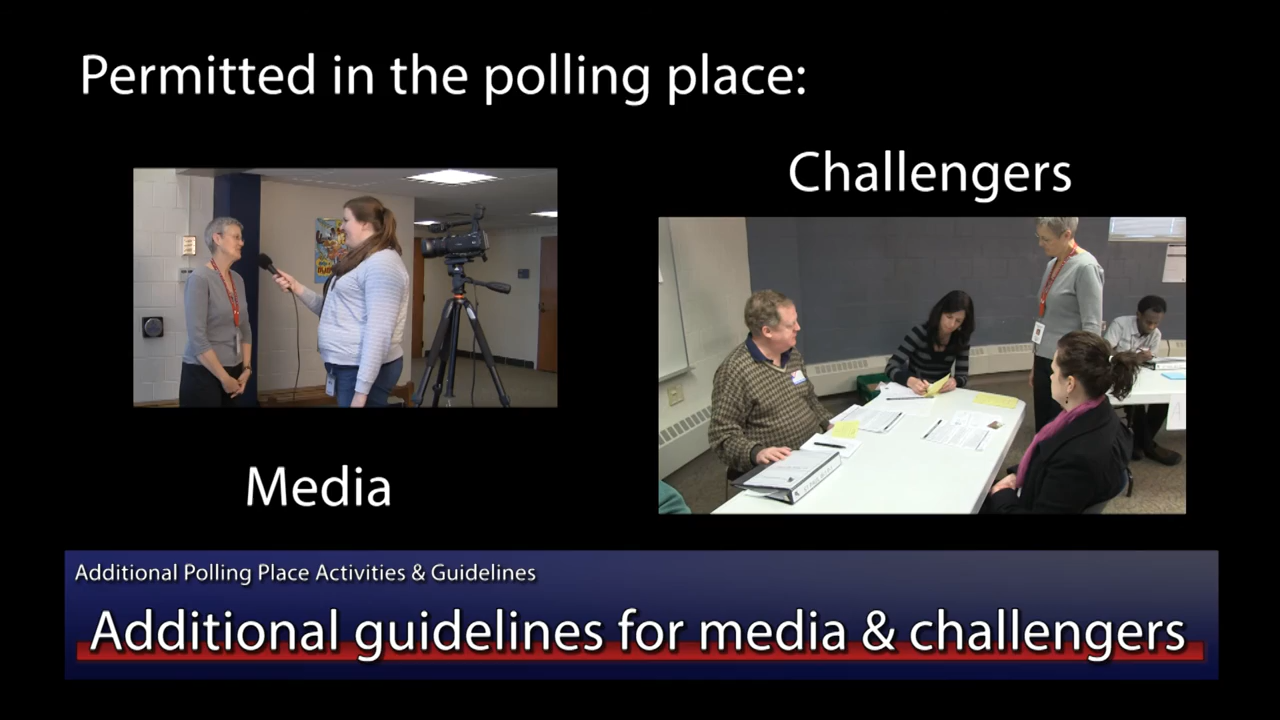 Permitted in the polling place:
Challengers
Media
Additional Polling Place Activities & Guidelines
Additional guidelines for media & challengers